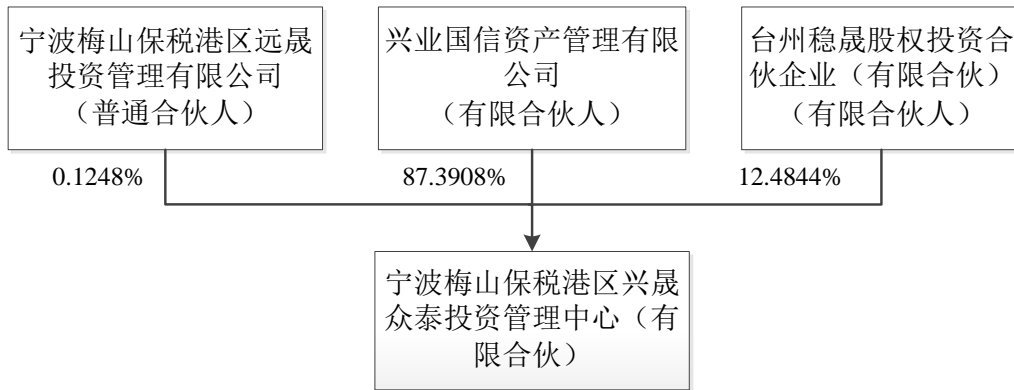 宁波梅山保税港区远晟
投资管理有限公司
（普通合伙人）
兴业国信资产管理有限
公司
（有限合伙人）
台州稳晟股权投资合
伙企业（有限合伙）
（有限合伙人）
0.1248%
87.3908%
12.4844%
宁波梅山保税港区兴晟
众泰投资管理中心（有
限合伙）